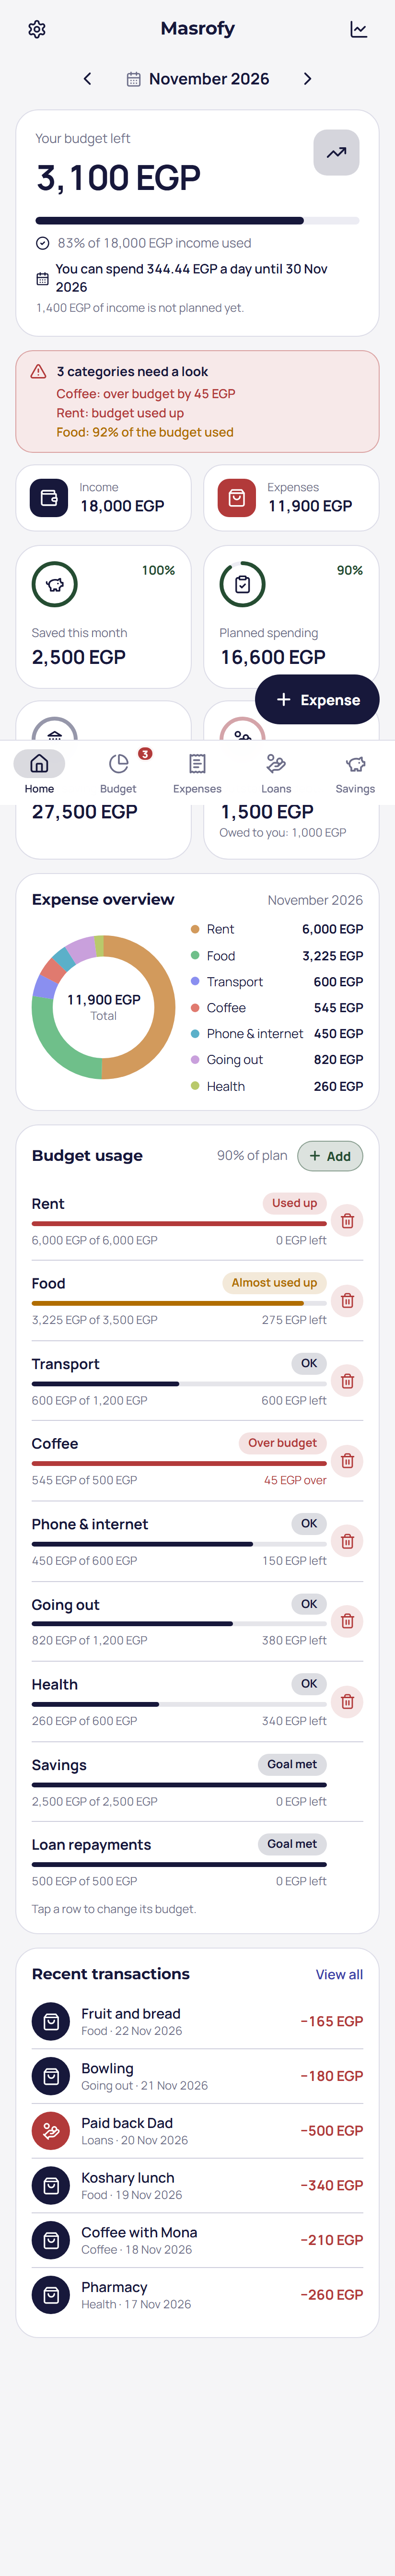 Masrofy
November 2026
Your budget left
3,100 EGP
83% of 18,000 EGP income used
You can spend 344.44 EGP a day until 30 Nov
2026
1,400 EGP of income is not planned yet.
3 categories need a look
Coffee: over budget by 45 EGP
Rent: budget used up
Food: 92% of the budget used
Income
18,000 EGP
Expenses
11,900 EGP
100%
Saved this month
2,500 EGP
90%
Planned spending
16,600 EGP
+ Expense
3
Home
Budget
Expenses
Loans
Savings
27,500 EGP
1,500 EGP
Owed to you: 1,000 EGP
Expense overview
November 2026
11,900 EGP
Total
Rent 6,000 EGP
Food 3,225 EGP
Transport 600 EGP
Coffee 545 EGP
Phone & internet 450 EGP
Going out 820 EGP
Health 260 EGP
Budget usage
90% of plan
+ Add
Rent
Used up
6,000 EGP of 6,000 EGP
0 EGP left
Food
Almost used up
3,225 EGP of 3,500 EGP
275 EGP left
Transport
OK
600 EGP of 1,200 EGP
600 EGP left
Coffee
Over budget
545 EGP of 500 EGP
45 EGP over
Phone & internet
OK
450 EGP of 600 EGP
150 EGP left
Going out
OK
820 EGP of 1,200 EGP
380 EGP left
Health
OK
260 EGP of 600 EGP
340 EGP left
Savings
Goal met
2,500 EGP of 2,500 EGP
0 EGP left
Loan repayments
Goal met
500 EGP of 500 EGP
0 EGP left
Tap a row to change its budget.
Recent transactions
View all
Fruit and bread
Food · 22 Nov 2026
−165 EGP
Bowling
Going out · 21 Nov 2026
−180 EGP
Paid back Dad
Loans · 20 Nov 2026
−500 EGP
Koshary lunch
Food · 19 Nov 2026
−340 EGP
Coffee with Mona
Coffee · 18 Nov 2026
−210 EGP
Pharmacy
Health · 17 Nov 2026
−260 EGP